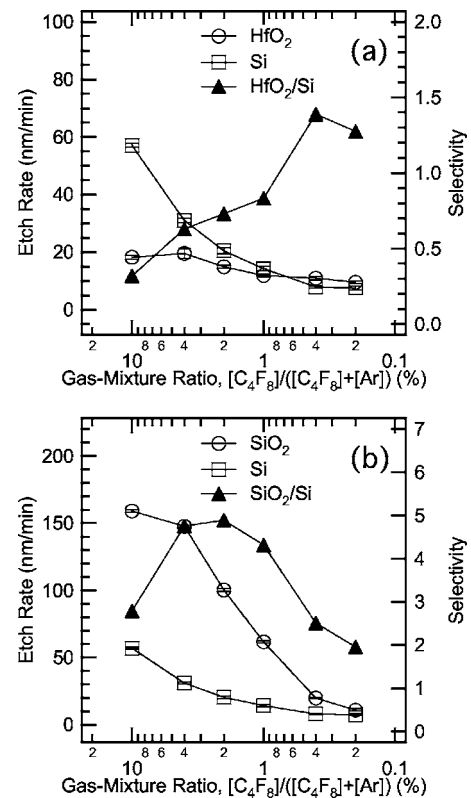 (a)
HfO₂
Si
HfO₂/Si
Etch Rate (nm/min)
100
80
60
40
20
0
Selectivity
2.0
1.5
1.0
0.5
0.0
2 10 8 6 4 2 1 8 6 4 2 0.1
Gas-Mixture Ratio, [C₄F₈]/([C₄F₈]+[Ar]) (%)
(b)
SiO₂
Si
SiO₂/Si
Etch Rate (nm/min)
200
150
100
50
0
Selectivity
7
6
5
4
3
2
1
0
2 10 8 6 4 2 1 8 6 4 2 0.1
Gas-Mixture Ratio, [C₄F₈]/([C₄F₈]+[Ar]) (%)